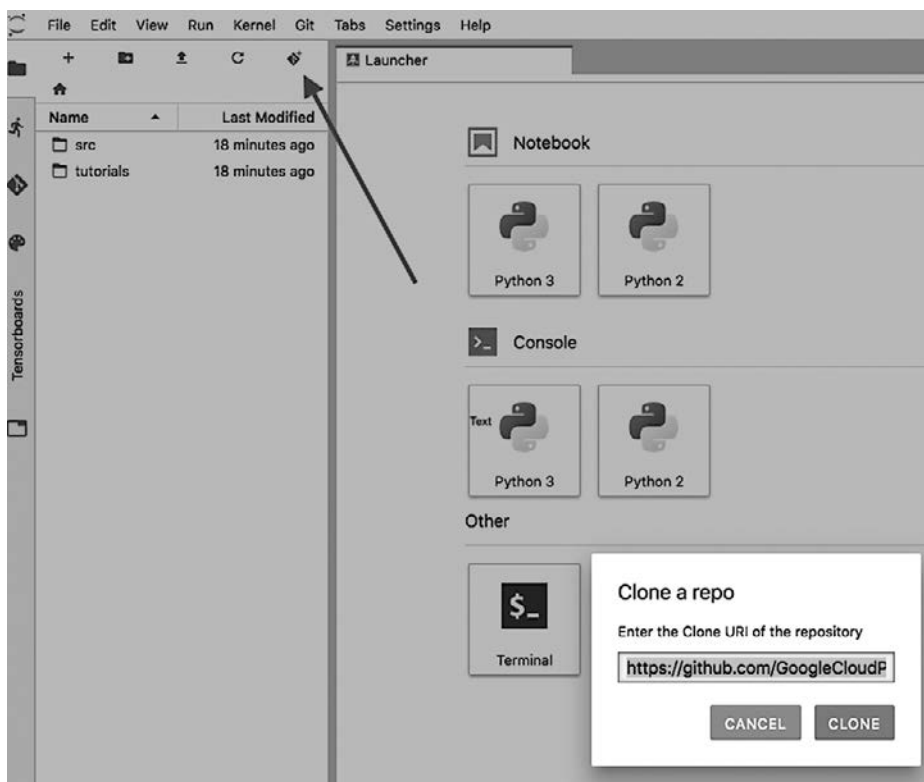 File Edit View Run Kernel Git Tabs Settings Help
Launcher
Name Last Modified
src 18 minutes ago
tutorials 18 minutes ago
Tensorboards
Notebook
Python 3 Python 2
Console
Text
Python 3 Python 2
Other
$_
Terminal
Clone a repo
Enter the Clone URI of the repository
https://github.com/GoogleCloudP
CANCEL CLONE